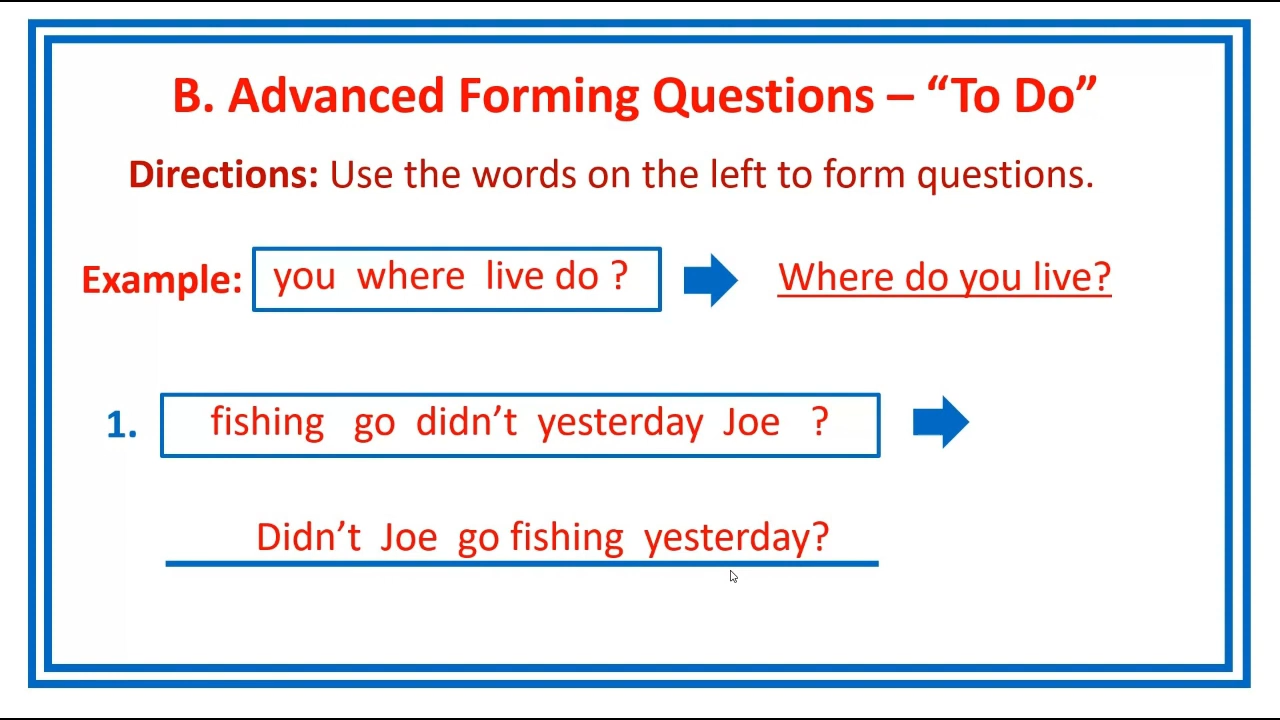 B. Advanced Forming Questions – “To Do”
Directions: Use the words on the left to form questions.
Example: you where live do ? Where do you live?
1. fishing go didn’t yesterday Joe ?
Didn’t Joe go fishing yesterday?